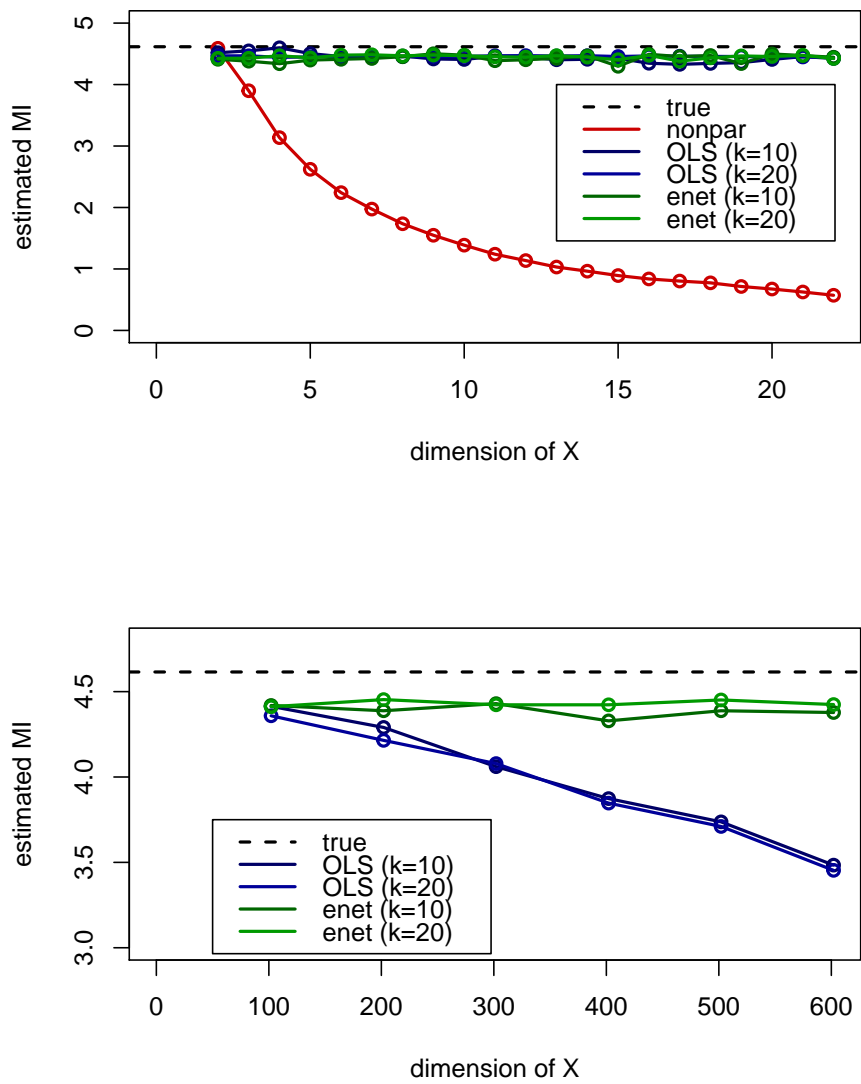 estimated MI
5
4
3
2
1
0
true
nonpar
OLS (k=10)
OLS (k=20)
enet (k=10)
enet (k=20)
0 5 10 15 20
dimension of X
estimated MI
4.5
4.0
3.5
3.0
true
OLS (k=10)
OLS (k=20)
enet (k=10)
enet (k=20)
0 100 200 300 400 500 600
dimension of X